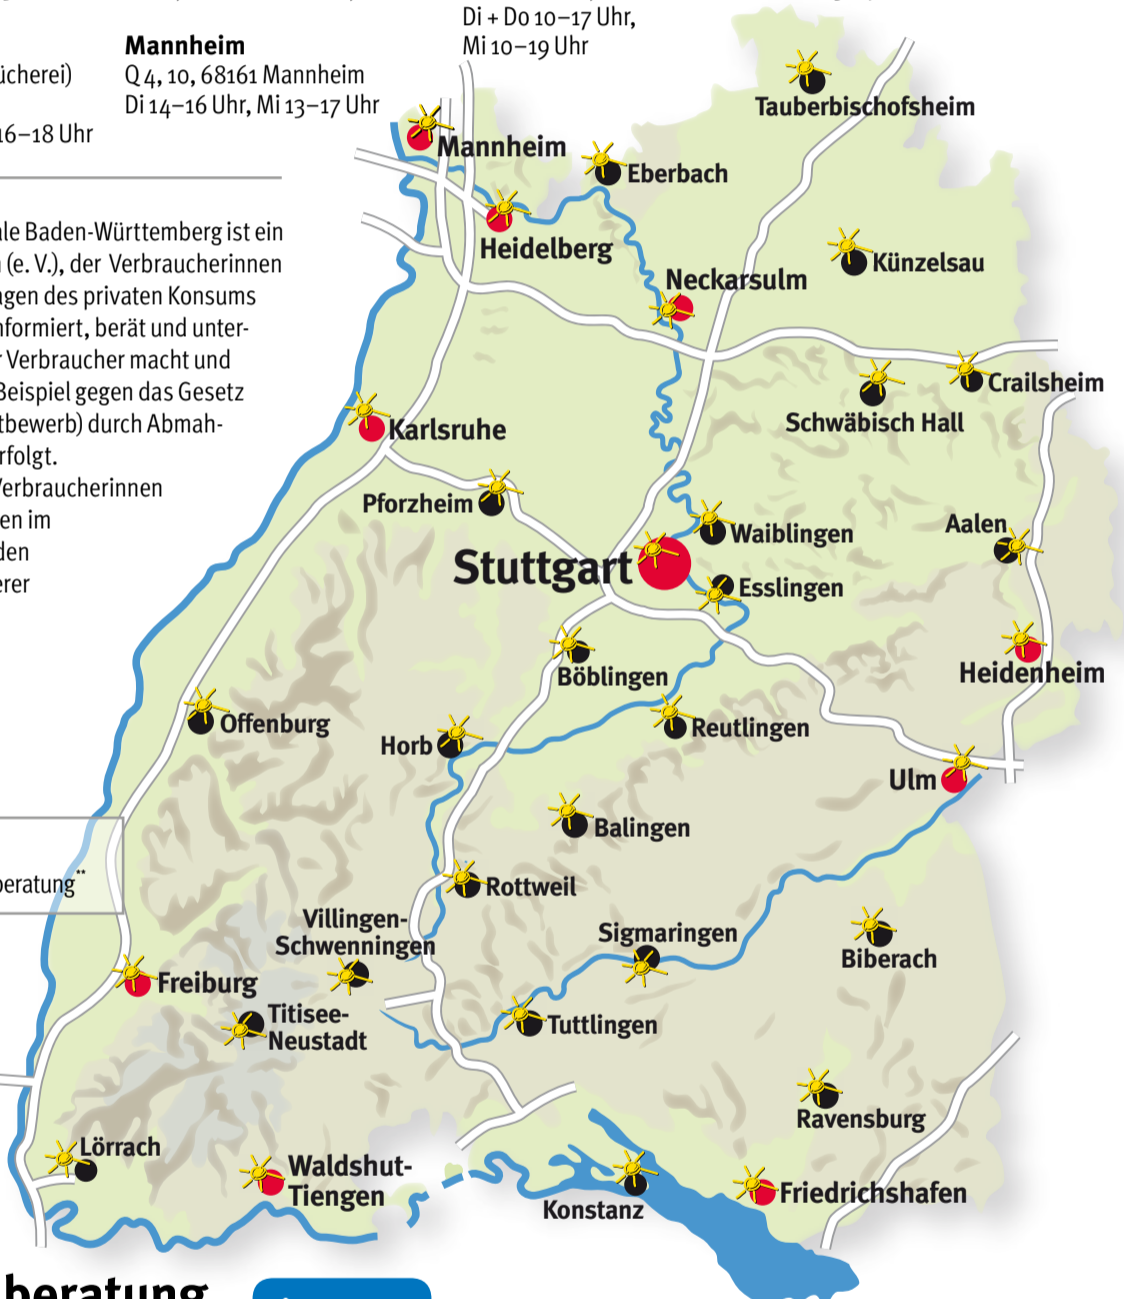 Di + Do 10–17 Uhr,
Mi 10–19 Uhr
Mannheim
Q 4, 10, 68161 Mannheim
Di 14–16 Uhr, Mi 13–17 Uhr
ücherei)
16–18 Uhr
ale Baden-Württemberg ist ein
(e. V.), der Verbraucherinnen
agen des privaten Konsums
nformiert, berät und unter-
r Verbraucher macht und
Beispiel gegen das Gesetz
tbewerb) durch Abmah-
rfolgt.
Verbraucherinnen
en im
den
erer
beratung**
Tauberbischofsheim
Mannheim
Eberbach
Heidelberg
Künzelsau
Neckarsulm
Crailsheim
Schwäbisch Hall
Karlsruhe
Pforzheim
Waiblingen
Aalen
Stuttgart
Esslingen
Böblingen
Heidenheim
Offenburg
Horb
Reutlingen
Ulm
Balingen
Rottweil
Villingen-
Schwenningen
Sigmaringen
Biberach
Freiburg
Titisee-
Neustadt
Tuttlingen
Ravensburg
Lörrach
Waldshut-
Tiengen
Konstanz
Friedrichshafen
beratung